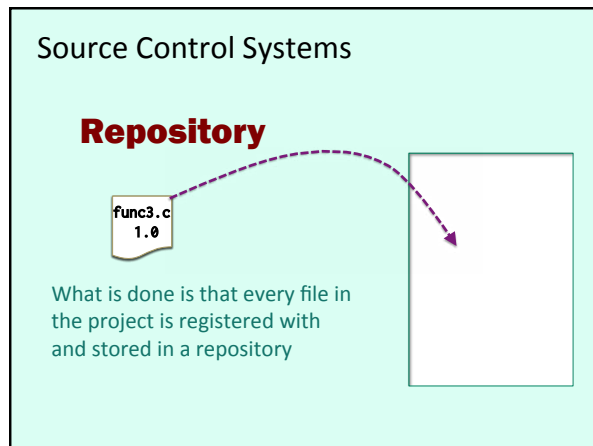 Source Control Systems
Repository
func3.c
1.0
What is done is that every file in
the project is registered with
and stored in a repository